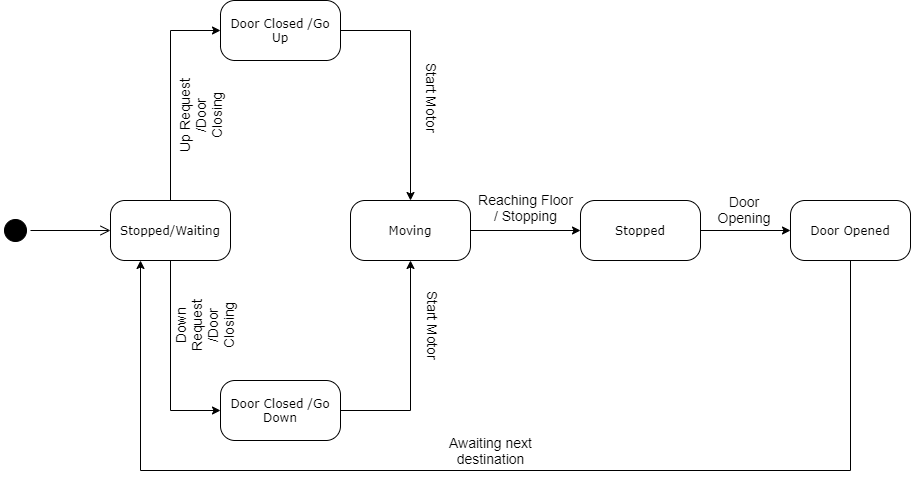 Door Closed /Go
Up
Up Request
/Door
Closing
Start Motor
Stopped/Waiting
Moving
Reaching Floor
/ Stopping
Stopped
Door
Opening
Door Opened
Down
Request
/Door
Closing
Start Motor
Door Closed /Go
Down
Awaiting next
destination